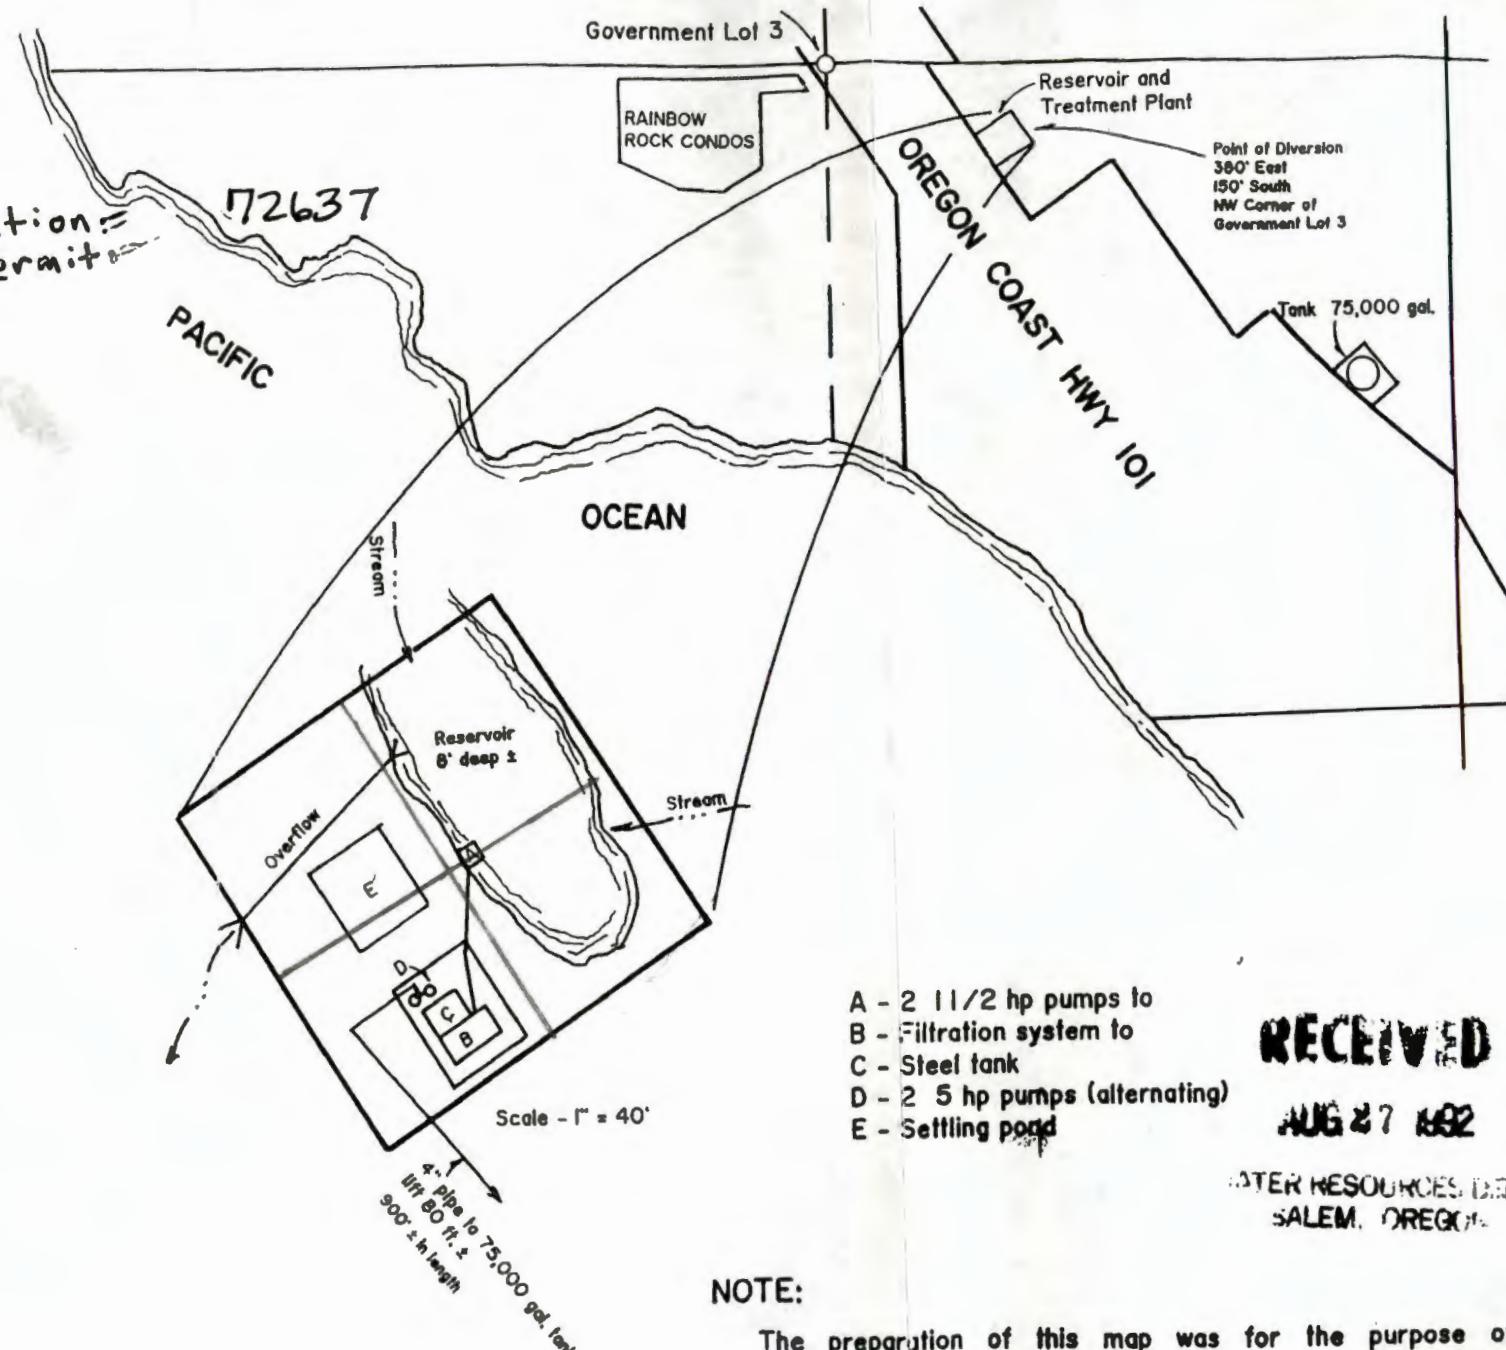 Government Lot 3
RAINBOW
ROCK CONDOS
Reservoir and
Treatment Plant
Point of Diversion
380' East
150' South
NW Corner of
Government Lot 3
72637
OREGON COAST HWY 101
Tank 75,000 gal.
PACIFIC
OCEAN
Stream
Reservoir
8' deep ±
Stream
Overflow
A
E
D
C
B
Scale - 1" = 40'
4" pipe to 75,000 gal. tank
lift 80 ft. ±
900' ± in length
A - 2 1 1/2 hp pumps to
B - Filtration system to
C - Steel tank
D - 2 5 hp pumps (alternating)
E - Settling pond
RECEIVED
AUG 27 1992
WATER RESOURCES
SALEM, OREGON
NOTE:
The preparation of this map was for the purpose